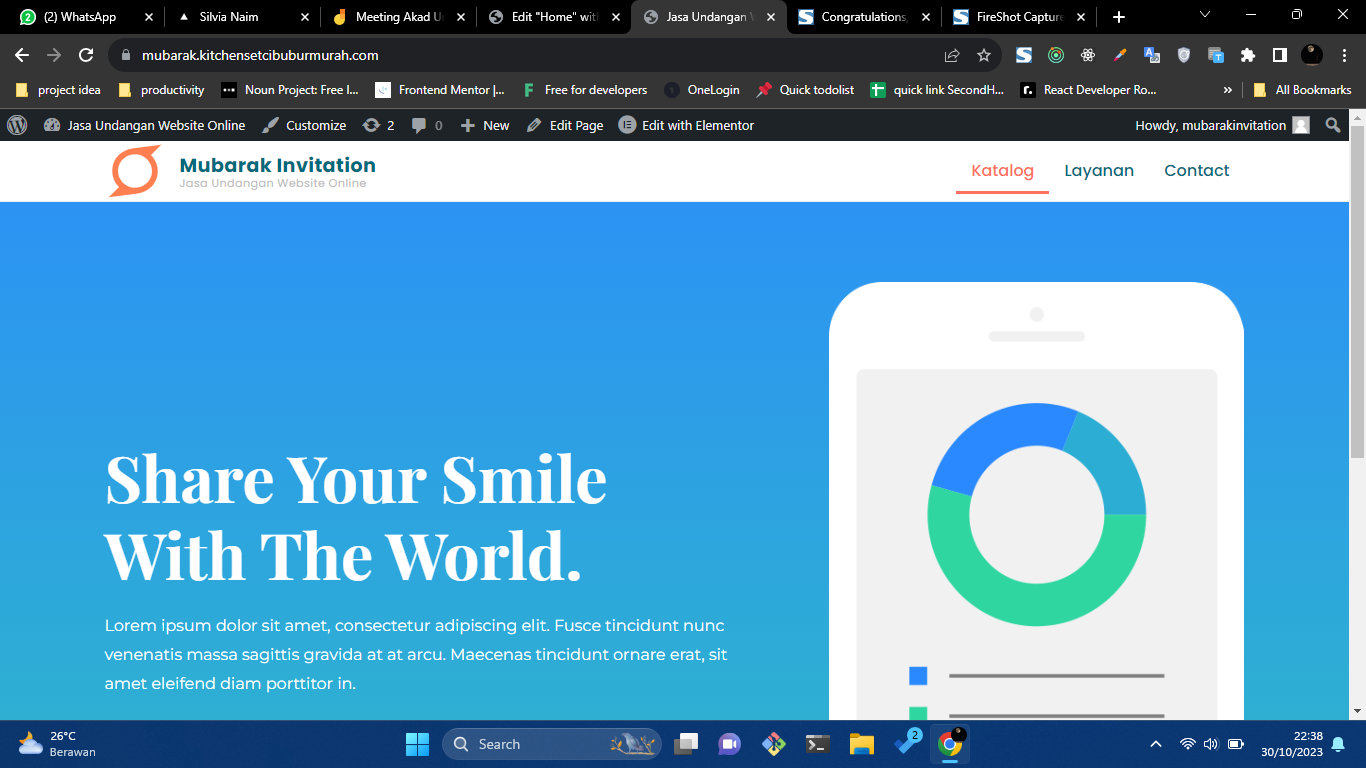 (2) WhatsApp
Silvia Naim
Meeting Akad U
Edit "Home" wit
Jasa Undangan
Congratulations,
FireShot Capture
mubarak.kitchensetcibuburmurah.com
project idea
productivity
Noun Project: Free I...
Frontend Mentor |...
Free for developers
OneLogin
Quick todolist
quick link SecondH...
React Developer Ro...
»
All Bookmarks
Jasa Undangan Website Online
Customize
2
0
New
Edit Page
Edit with Elementor
Howdy, mubarakinvitation
Mubarak Invitation
Jasa Undangan Website Online
Katalog
Layanan
Contact
Share Your Smile
With The World.
Lorem ipsum dolor sit amet, consectetur adipiscing elit. Fusce tincidunt nunc
venenatis massa sagittis gravida at at arcu. Maecenas tincidunt ornare erat, sit
amet eleifend diam porttitor in.
26°C
Berawan
Search
2
22:38
30/10/2023